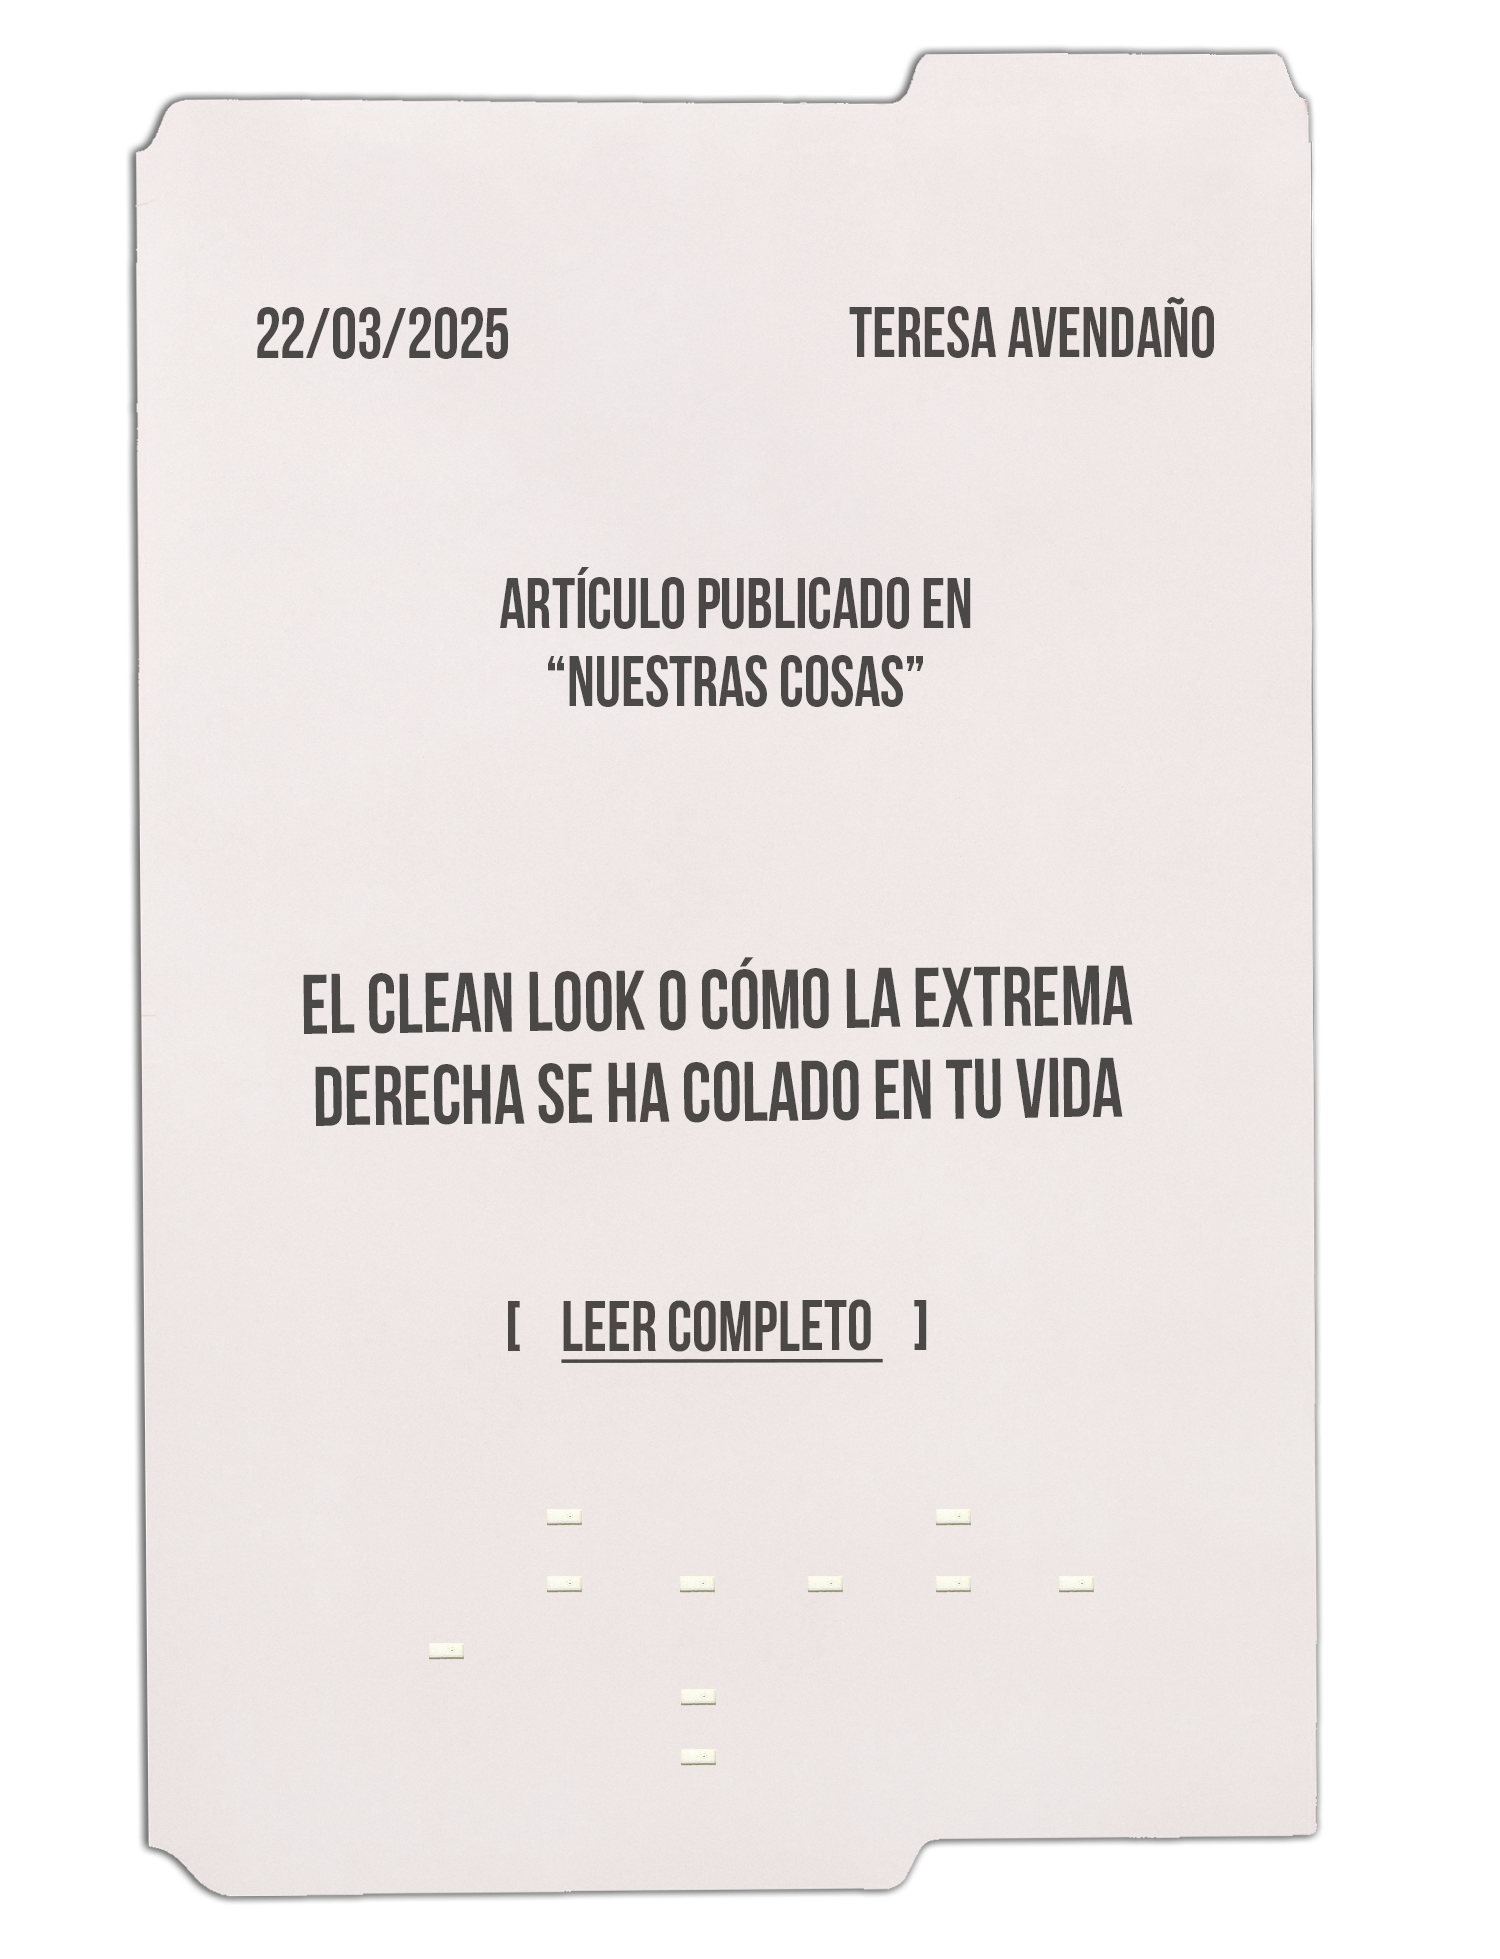 22/03/2025 TERESA AVENDAÑO
ARTÍCULO PUBLICADO EN
“NUESTRAS COSAS”
EL CLEAN LOOK O CÓMO LA EXTREMA
DERECHA SE HA COLADO EN TU VIDA
[ LEER COMPLETO ]